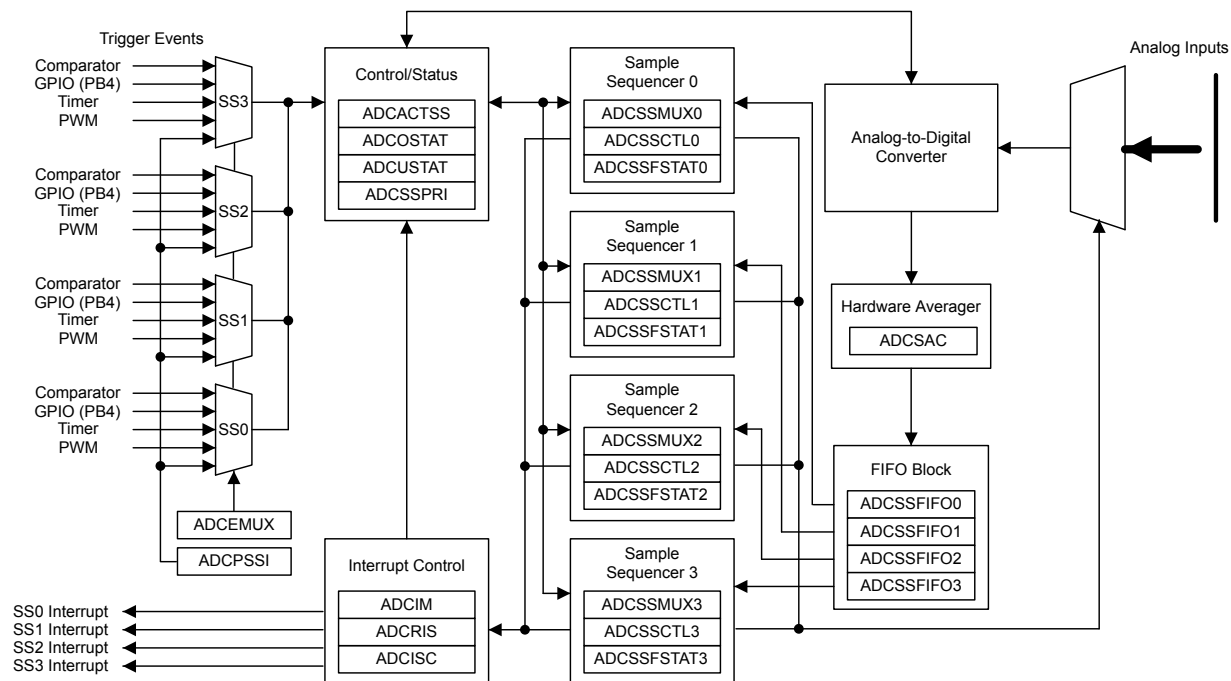 Trigger Events
Comparator
GPIO (PB4)
Timer
PWM
SS3
Comparator
GPIO (PB4)
Timer
PWM
SS2
Comparator
GPIO (PB4)
Timer
PWM
SS1
Comparator
GPIO (PB4)
Timer
PWM
SS0
ADCEMUX
ADCPSSI
SS0 Interrupt
SS1 Interrupt
SS2 Interrupt
SS3 Interrupt
Control/Status
ADCACTSS
ADCOSTAT
ADCUSTAT
ADCSSPRI
Interrupt Control
ADCIM
ADCRIS
ADCISC
Sample
Sequencer 0
ADCSSMUX0
ADCSSCTL0
ADCSSFSTAT0
Sample
Sequencer 1
ADCSSMUX1
ADCSSCTL1
ADCSSFSTAT1
Sample
Sequencer 2
ADCSSMUX2
ADCSSCTL2
ADCSSFSTAT2
Sample
Sequencer 3
ADCSSMUX3
ADCSSCTL3
ADCSSFSTAT3
Analog-to-Digital
Converter
Hardware Averager
ADCSAC
FIFO Block
ADCSSFIFO0
ADCSSFIFO1
ADCSSFIFO2
ADCSSFIFO3
Analog Inputs